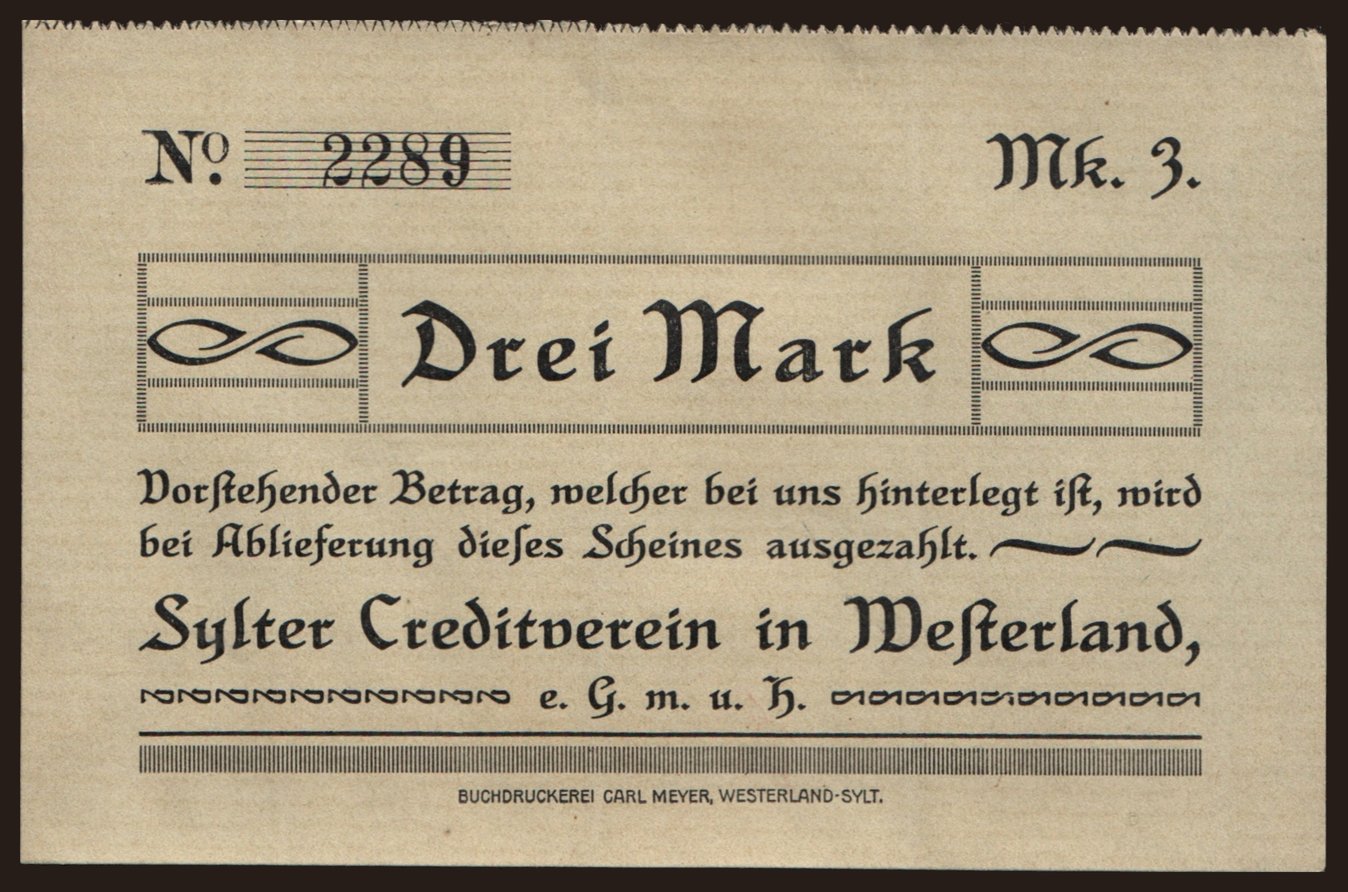 No. 2289 Mk. 3.
Drei Mark
Vorstehender Betrag, welcher bei uns hinterlegt ist, wird
bei Ablieferung dieses Scheines ausgezahlt.
Sylter Creditverein in Westerland,
e. G. m. u. H.
BUCHDRUCKEREI CARL MEYER, WESTERLAND-SYLT.